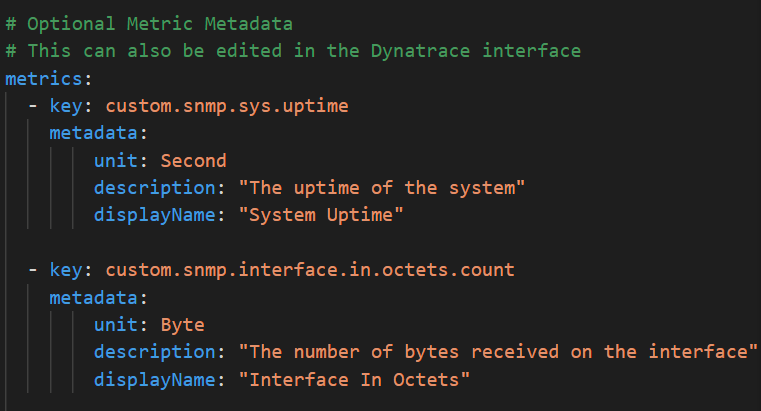 # Optional Metric Metadata
# This can also be edited in the Dynatrace interface
metrics:
  - key: custom.snmp.sys.uptime
    metadata:
        unit: Second
        description: "The uptime of the system"
        displayName: "System Uptime"

  - key: custom.snmp.interface.in.octets.count
    metadata:
        unit: Byte
        description: "The number of bytes received on the interface"
        displayName: "Interface In Octets"